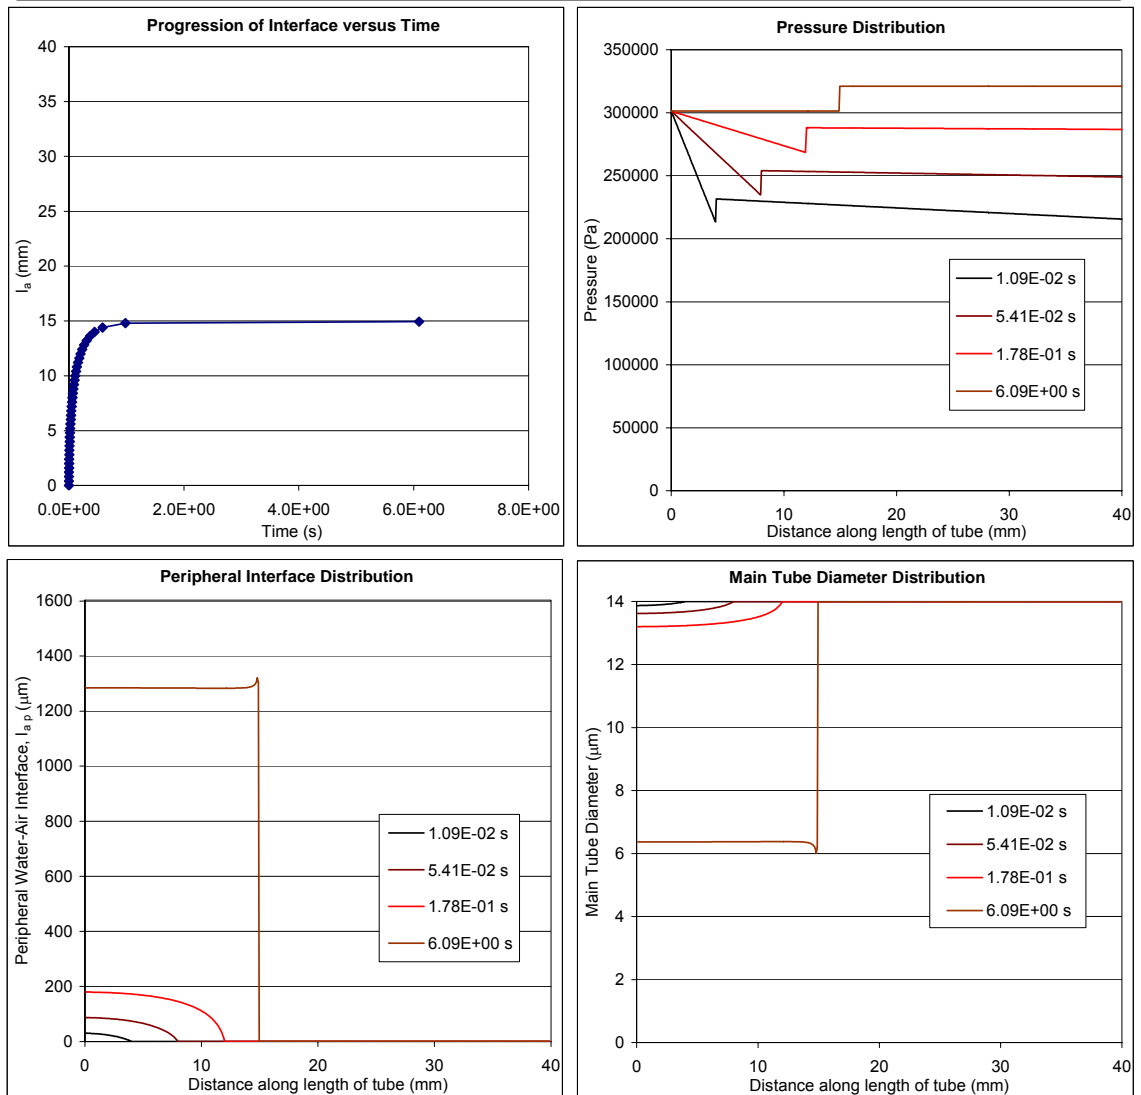 Progression of Interface versus Time
40
35
30
25
20
15
10
5
0
0.0E+00 2.0E+00 4.0E+00 6.0E+00 8.0E+00
Time (s)
Iₐ (mm)
Pressure Distribution
350000
300000
250000
200000
150000
100000
50000
0
0 10 20 30 40
Distance along length of tube (mm)
Pressure (Pa)
1.09E-02 s
5.41E-02 s
1.78E-01 s
6.09E+00 s
Peripheral Interface Distribution
1600
1400
1200
1000
800
600
400
200
0
0 10 20 30 40
Distance along length of tube (mm)
Peripheral Water-Air Interface, Iₐ ₚ (μm)
1.09E-02 s
5.41E-02 s
1.78E-01 s
6.09E+00 s
Main Tube Diameter Distribution
14
12
10
8
6
4
2
0
0 10 20 30 40
Distance along length of tube (mm)
Main Tube Diameter (μm)
1.09E-02 s
5.41E-02 s
1.78E-01 s
6.09E+00 s